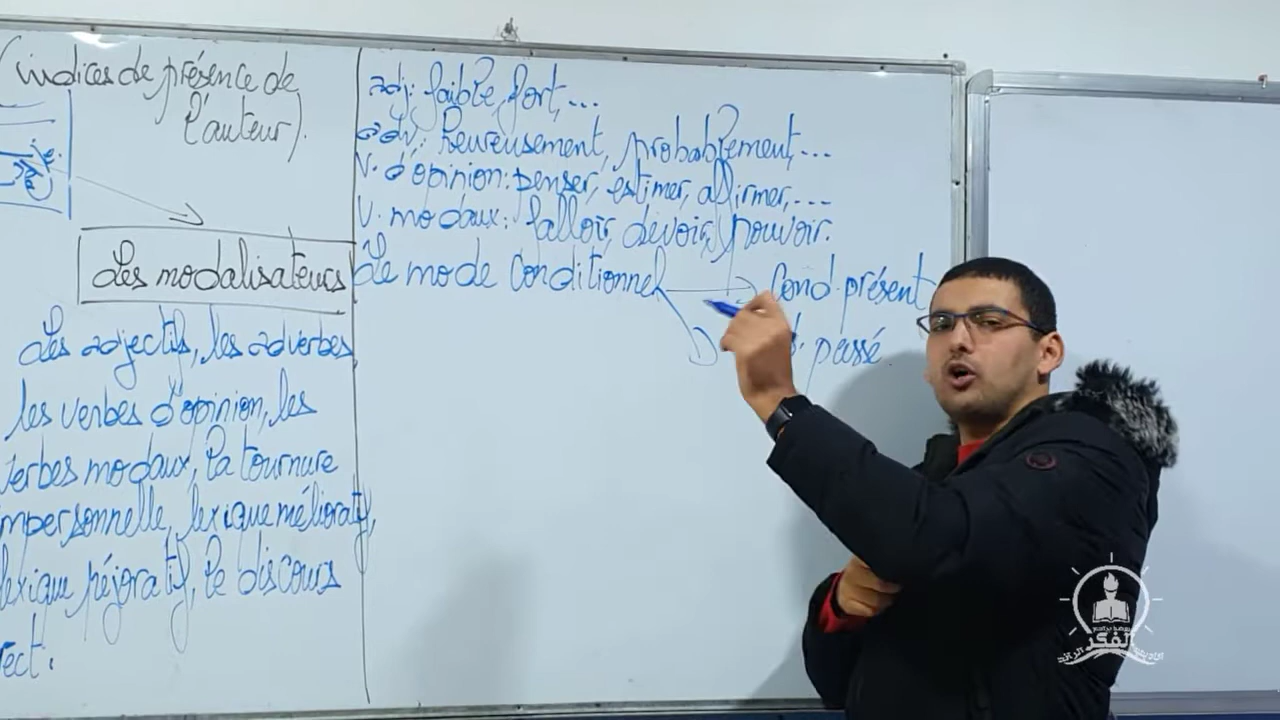 (indices de présence de
l'auteur).
Les modalisateurs
Les adjectifs, les adverbes
les verbes d'opinion, les
verbes modaux, la tournure
impersonnelle, lexique mélioratif,
lexique péjoratif, le discours
rect.
adj: faible, fort, ...
adv: heureusement, probablement, ...
V. d'opinion: penser, estimer, affirmer, ...
V. modaux: falloir, devoir, pouvoir.
Le mode conditionnel
Cond. présent
passé
الفكر